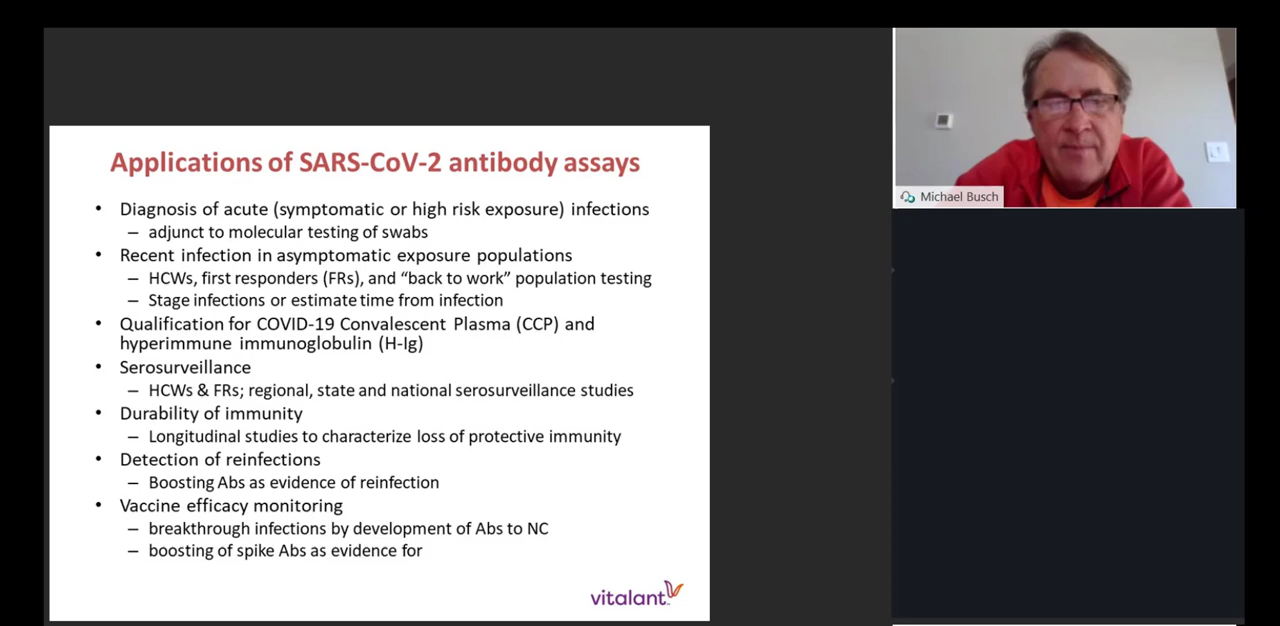 Applications of SARS-CoV-2 antibody assays
• Diagnosis of acute (symptomatic or high risk exposure) infections
– adjunct to molecular testing of swabs
• Recent infection in asymptomatic exposure populations
– HCWs, first responders (FRs), and “back to work” population testing
– Stage infections or estimate time from infection
• Qualification for COVID-19 Convalescent Plasma (CCP) and
hyperimmune immunoglobulin (H-Ig)
• Serosurveillance
– HCWs & FRs; regional, state and national serosurveillance studies
• Durability of immunity
– Longitudinal studies to characterize loss of protective immunity
• Detection of reinfections
– Boosting Abs as evidence of reinfection
• Vaccine efficacy monitoring
– breakthrough infections by development of Abs to NC
– boosting of spike Abs as evidence for
vitalant
Michael Busch